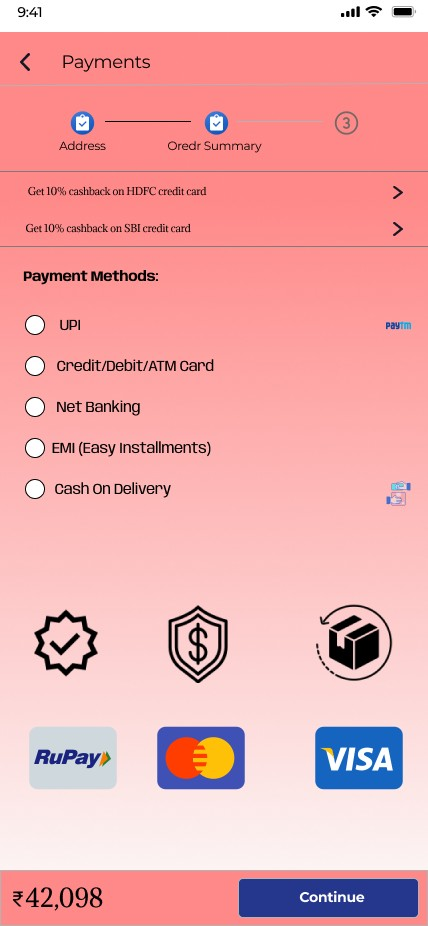 9:41
Payments
3
Address
Oredr Summary
Get 10% cashback on HDFC credit card
Get 10% cashback on SBI credit card
Payment Methods:
UPI
paytm
Credit/Debit/ATM Card
Net Banking
EMI (Easy Installments)
Cash On Delivery
$
RuPay
VISA
₹42,098
Continue